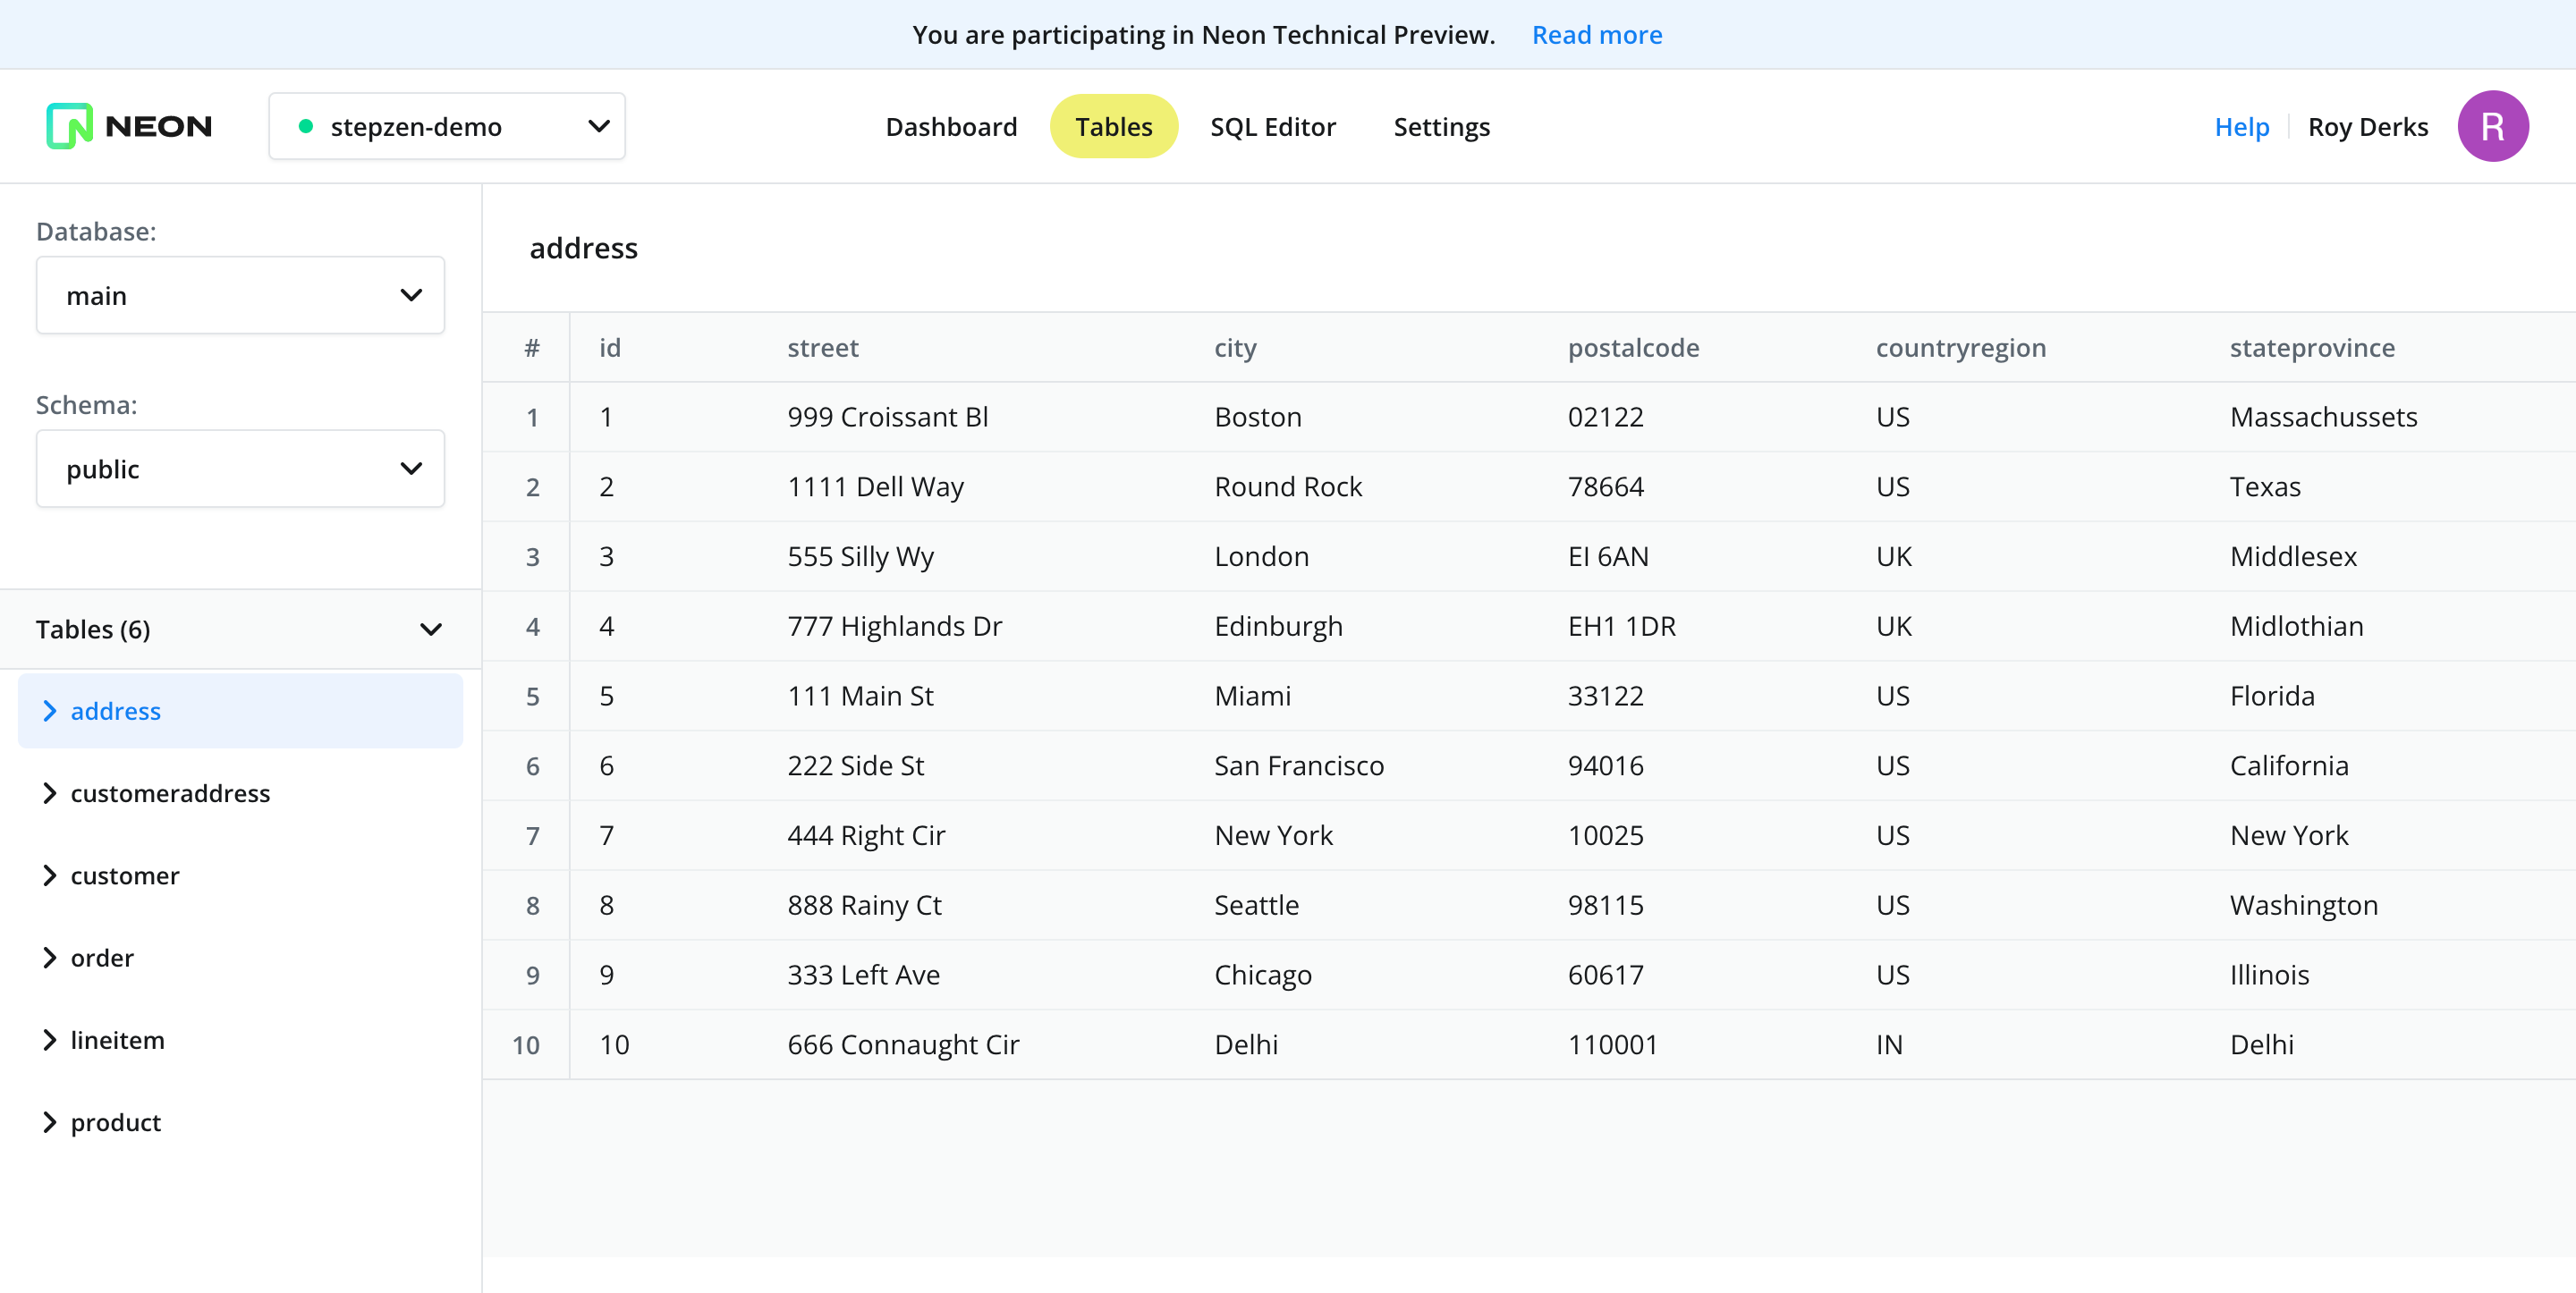 You are participating in Neon Technical Preview. Read more
NEON stepzen-demo Dashboard Tables SQL Editor Settings Help Roy Derks R
Database:
main
Schema:
public
Tables (6)
address
customeraddress
customer
order
lineitem
product
address
# id street city postalcode countryregion stateprovince
1 1 999 Croissant Bl Boston 02122 US Massachussets
2 2 1111 Dell Way Round Rock 78664 US Texas
3 3 555 Silly Wy London EI 6AN UK Middlesex
4 4 777 Highlands Dr Edinburgh EH1 1DR UK Midlothian
5 5 111 Main St Miami 33122 US Florida
6 6 222 Side St San Francisco 94016 US California
7 7 444 Right Cir New York 10025 US New York
8 8 888 Rainy Ct Seattle 98115 US Washington
9 9 333 Left Ave Chicago 60617 US Illinois
10 10 666 Connaught Cir Delhi 110001 IN Delhi